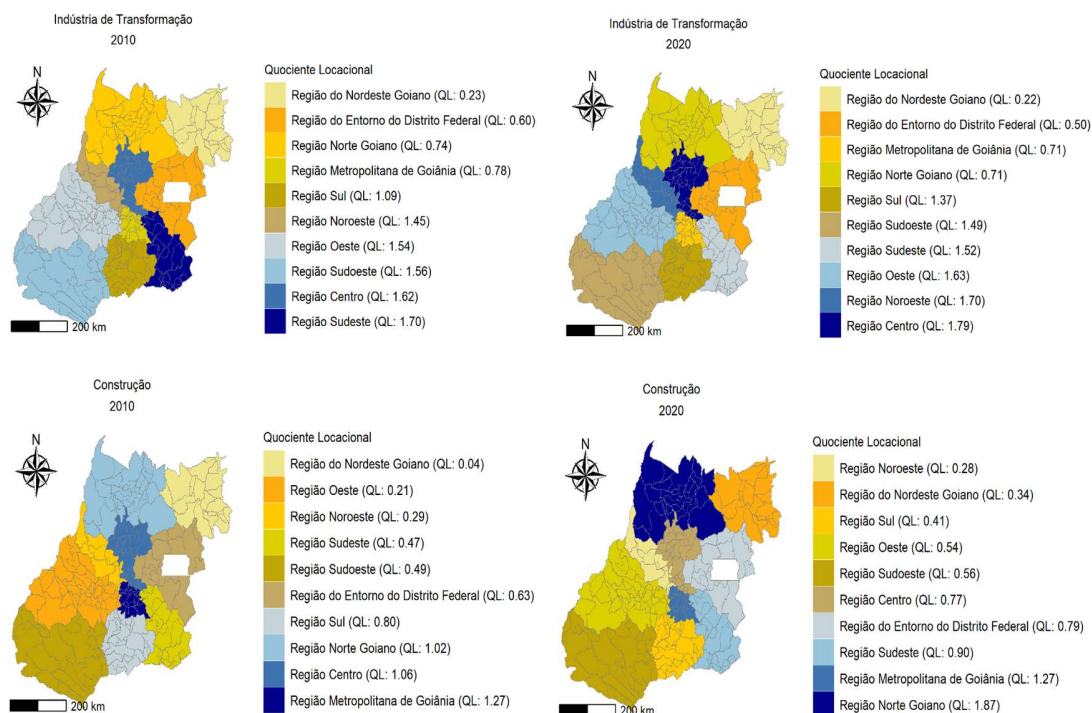 Indústria de Transformação
2010
N
Quociente Locacional
Região do Nordeste Goiano (QL: 0.23)
Região do Entorno do Distrito Federal (QL: 0.60)
Região Norte Goiano (QL: 0.74)
Região Metropolitana de Goiânia (QL: 0.78)
Região Sul (QL: 1.09)
Região Noroeste (QL: 1.45)
Região Oeste (QL: 1.54)
Região Sudoeste (QL: 1.56)
Região Centro (QL: 1.62)
Região Sudeste (QL: 1.70)
200 km
Indústria de Transformação
2020
N
Quociente Locacional
Região do Nordeste Goiano (QL: 0.22)
Região do Entorno do Distrito Federal (QL: 0.50)
Região Metropolitana de Goiânia (QL: 0.71)
Região Norte Goiano (QL: 0.71)
Região Sul (QL: 1.37)
Região Sudoeste (QL: 1.49)
Região Sudeste (QL: 1.52)
Região Oeste (QL: 1.63)
Região Noroeste (QL: 1.70)
Região Centro (QL: 1.79)
200 km
Construção
2010
N
Quociente Locacional
Região do Nordeste Goiano (QL: 0.04)
Região Oeste (QL: 0.21)
Região Noroeste (QL: 0.29)
Região Sudeste (QL: 0.47)
Região Sudoeste (QL: 0.49)
Região do Entorno do Distrito Federal (QL: 0.63)
Região Sul (QL: 0.80)
Região Norte Goiano (QL: 1.02)
Região Centro (QL: 1.06)
Região Metropolitana de Goiânia (QL: 1.27)
200 km
Construção
2020
N
Quociente Locacional
Região Noroeste (QL: 0.28)
Região do Nordeste Goiano (QL: 0.34)
Região Sul (QL: 0.41)
Região Oeste (QL: 0.54)
Região Sudoeste (QL: 0.56)
Região Centro (QL: 0.77)
Região do Entorno do Distrito Federal (QL: 0.79)
Região Sudeste (QL: 0.90)
Região Metropolitana de Goiânia (QL: 1.27)
Região Norte Goiano (QL: 1.87)
200 km